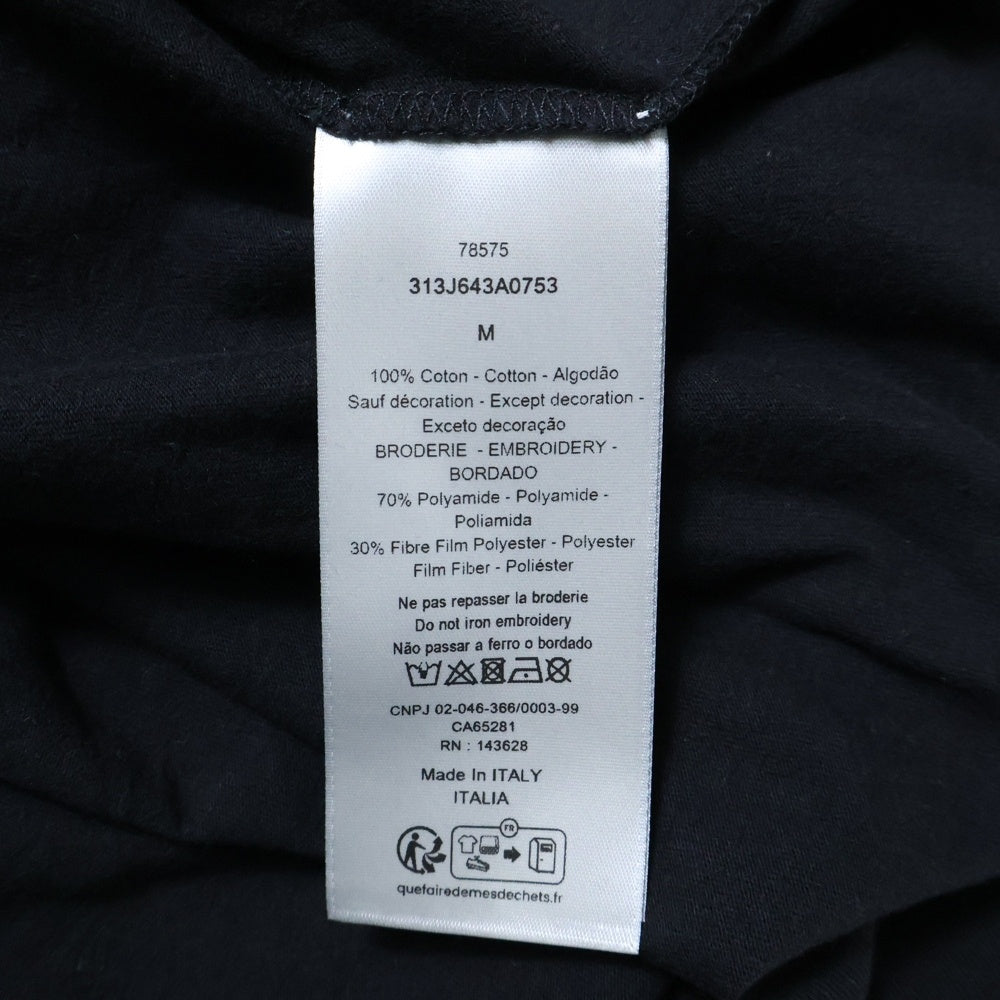 78575
313J643A0753
M
100% Coton - Cotton - Algodão
Sauf décoration - Except decoration -
Exceto decoração
BRODERIE - EMBROIDERY -
BORDADO
70% Polyamide - Polyamide -
Poliamida
30% Fibre Film Polyester - Polyester
Film Fiber - Poliéster
Ne pas repasser la broderie
Do not iron embroidery
Não passar a ferro o bordado
CNPJ 02-046-366/0003-99
CA65281
RN : 143628
Made In ITALY
ITALIA
FR
quefairedemesdechets.fr